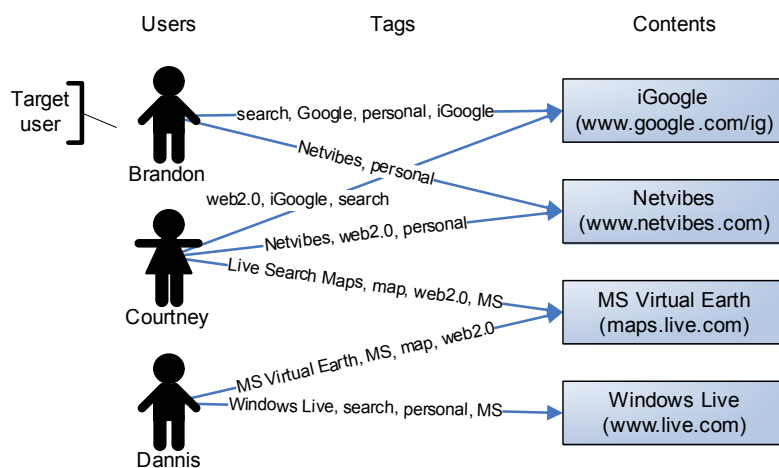 Users
Tags
Contents
Target
user
Brandon
search, Google, personal, iGoogle
iGoogle
(www.google.com/ig)
Netvibes, personal
web2.0, iGoogle, search
Netvibes
(www.netvibes.com)
Netvibes, web2.0, personal
Courtney
Live Search Maps, map, web2.0, MS
MS Virtual Earth
(maps.live.com)
MS Virtual Earth, MS, map, web2.0
Dannis
Windows Live, search, personal, MS
Windows Live
(www.live.com)